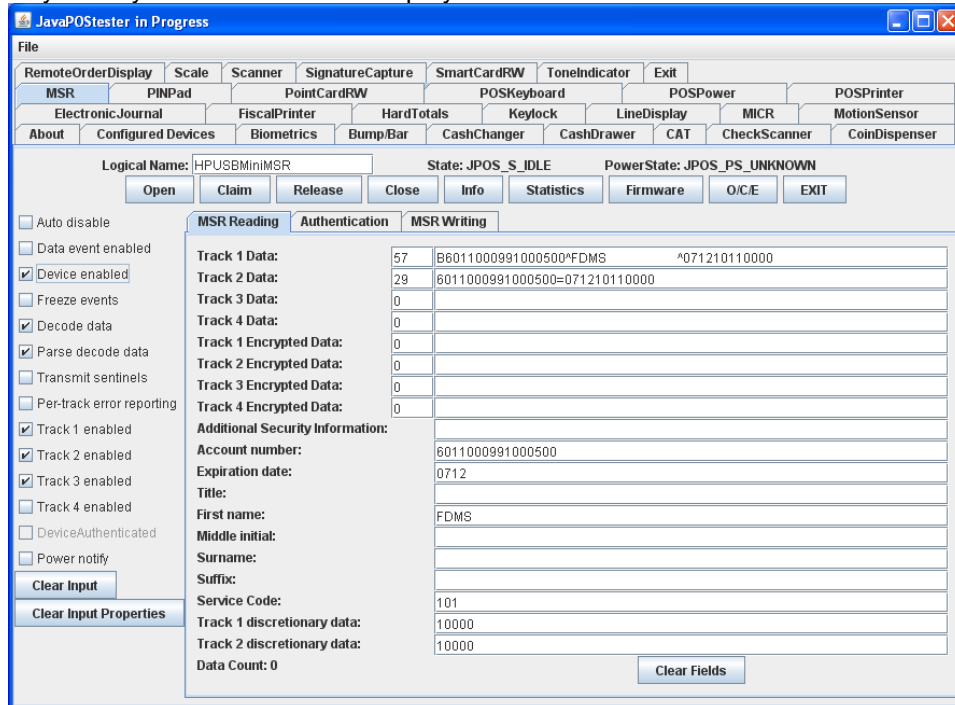 JavaPOStester in Progress
File
RemoteOrderDisplay Scale Scanner SignatureCapture SmartCardRW ToneIndicator Exit
MSR PINPad PointCardRW POSKeyboard POSPower POSPrinter
ElectronicJournal FiscalPrinter HardTotals Keylock LineDisplay MICR MotionSensor
About Configured Devices Biometrics Bump/Bar CashChanger CashDrawer CAT CheckScanner CoinDispenser
Logical Name: HPUSBMiniMSR State: JPOS_S_IDLE PowerState: JPOS_PS_UNKNOWN
Open Claim Release Close Info Statistics Firmware O/C/E EXIT
Auto disable
Data event enabled
Device enabled
Freeze events
Decode data
Parse decode data
Transmit sentinels
Per-track error reporting
Track 1 enabled
Track 2 enabled
Track 3 enabled
Track 4 enabled
DeviceAuthenticated
Power notify
Clear Input
Clear Input Properties
MSR Reading Authentication MSR Writing
Track 1 Data: 57 B6011000991000500^FDMS ^071210110000
Track 2 Data: 29 6011000991000500=071210110000
Track 3 Data: 0
Track 4 Data: 0
Track 1 Encrypted Data: 0
Track 2 Encrypted Data: 0
Track 3 Encrypted Data: 0
Track 4 Encrypted Data: 0
Additional Security Information:
Account number: 6011000991000500
Expiration date: 0712
Title:
First name: FDMS
Middle initial:
Surname:
Suffix:
Service Code: 101
Track 1 discretionary data: 10000
Track 2 discretionary data: 10000
Data Count: 0 Clear Fields